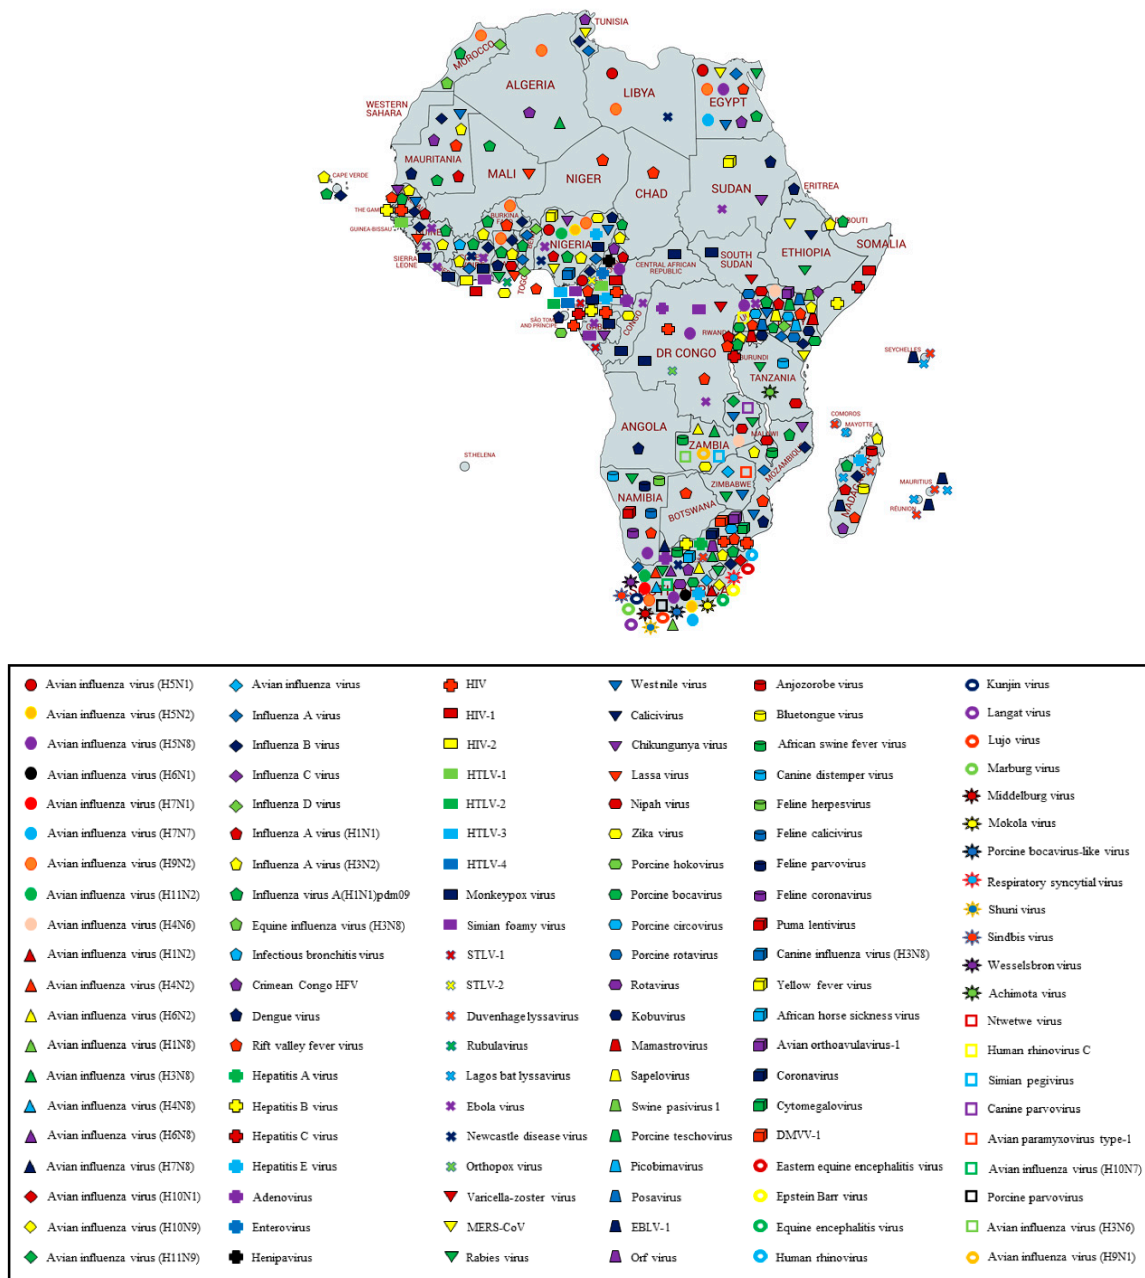 TUNISIA
MOROCCO
ALGERIA
LIBYA
EGYPT
WESTERN
SAHARA
MAURITANIA
MALI
NIGER
CHAD
SUDAN
ERITREA
CAPE VERDE
THE GAM
GUINEA-BISSAU
BURKINA
NIGERIA
DJIBOUTI
ETHIOPIA
SOMALIA
SIERRA
LEONE
TOGO
CENTRAL AFRICAN
REPUBLIC
SOUTH
SUDAN
SÃO TOM
AND PRINCIPE
CONGO
DR CONGO
RWANDA
BURUNDI
TANZANIA
SEYCHELLES
COMOROS
MAYOTTE
ANGOLA
ZAMBIA
MALAWI
MOZAMBIQUE
ST.HELENA
ZIMBABWE
NAMIBIA
BOTSWANA
MAURITIUS
RÉUNION
Avian influenza virus (H5N1)
Avian influenza virus (H5N2)
Avian influenza virus (H5N8)
Avian influenza virus (H6N1)
Avian influenza virus (H7N1)
Avian influenza virus (H7N7)
Avian influenza virus (H9N2)
Avian influenza virus (H11N2)
Avian influenza virus (H4N6)
Avian influenza virus (H1N2)
Avian influenza virus (H4N2)
Avian influenza virus (H6N2)
Avian influenza virus (H1N8)
Avian influenza virus (H3N8)
Avian influenza virus (H4N8)
Avian influenza virus (H6N8)
Avian influenza virus (H7N8)
Avian influenza virus (H10N1)
Avian influenza virus (H10N9)
Avian influenza virus (H11N9)
Avian influenza virus
Influenza A virus
Influenza B virus
Influenza C virus
Influenza D virus
Influenza A virus (H1N1)
Influenza A virus (H3N2)
Influenza virus A(H1N1)pdm09
Equine influenza virus (H3N8)
Infectious bronchitis virus
Crimean Congo HFV
Dengue virus
Rift valley fever virus
Hepatitis A virus
Hepatitis B virus
Hepatitis C virus
Hepatitis E virus
Adenovirus
Enterovirus
Henipavirus
HIV
HIV-1
HIV-2
HTLV-1
HTLV-2
HTLV-3
HTLV-4
Monkeypox virus
Simian foamy virus
STLV-1
STLV-2
Duvenhage lyssavirus
Rubulavirus
Lagos bat lyssavirus
Ebola virus
Newcastle disease virus
Orthopox virus
Varicella-zoster virus
MERS-CoV
Rabies virus
West nile virus
Calicivirus
Chikungunya virus
Lassa virus
Nipah virus
Zika virus
Porcine hokovirus
Porcine bocavirus
Porcine circovirus
Porcine rotavirus
Rotavirus
Kobuvirus
Mamastrovirus
Sapelovirus
Swine pasivirus 1
Porcine teschovirus
Picobirnavirus
Posavirus
EBLV-1
Orf virus
Anjozorobe virus
Bluetongue virus
African swine fever virus
Canine distemper virus
Feline herpesvirus
Feline calicivirus
Feline parvovirus
Feline coronavirus
Puma lentivirus
Canine influenza virus (H3N8)
Yellow fever virus
African horse sickness virus
Avian orthoavulavirus-1
Coronavirus
Cytomegalovirus
DMVV-1
Eastern equine encephalitis virus
Epstein Barr virus
Equine encephalitis virus
Human rhinovirus
Kunjin virus
Langat virus
Lujo virus
Marburg virus
Middelburg virus
Mokola virus
Porcine bocavirus-like virus
Respiratory syncytial virus
Shuni virus
Sindbis virus
Wesselsbron virus
Achimota virus
Ntwetwe virus
Human rhinovirus C
Simian pegivirus
Canine parvovirus
Avian paramyxovirus type-1
Avian influenza virus (H10N7)
Porcine parvovirus
Avian influenza virus (H3N6)
Avian influenza virus (H9N1)